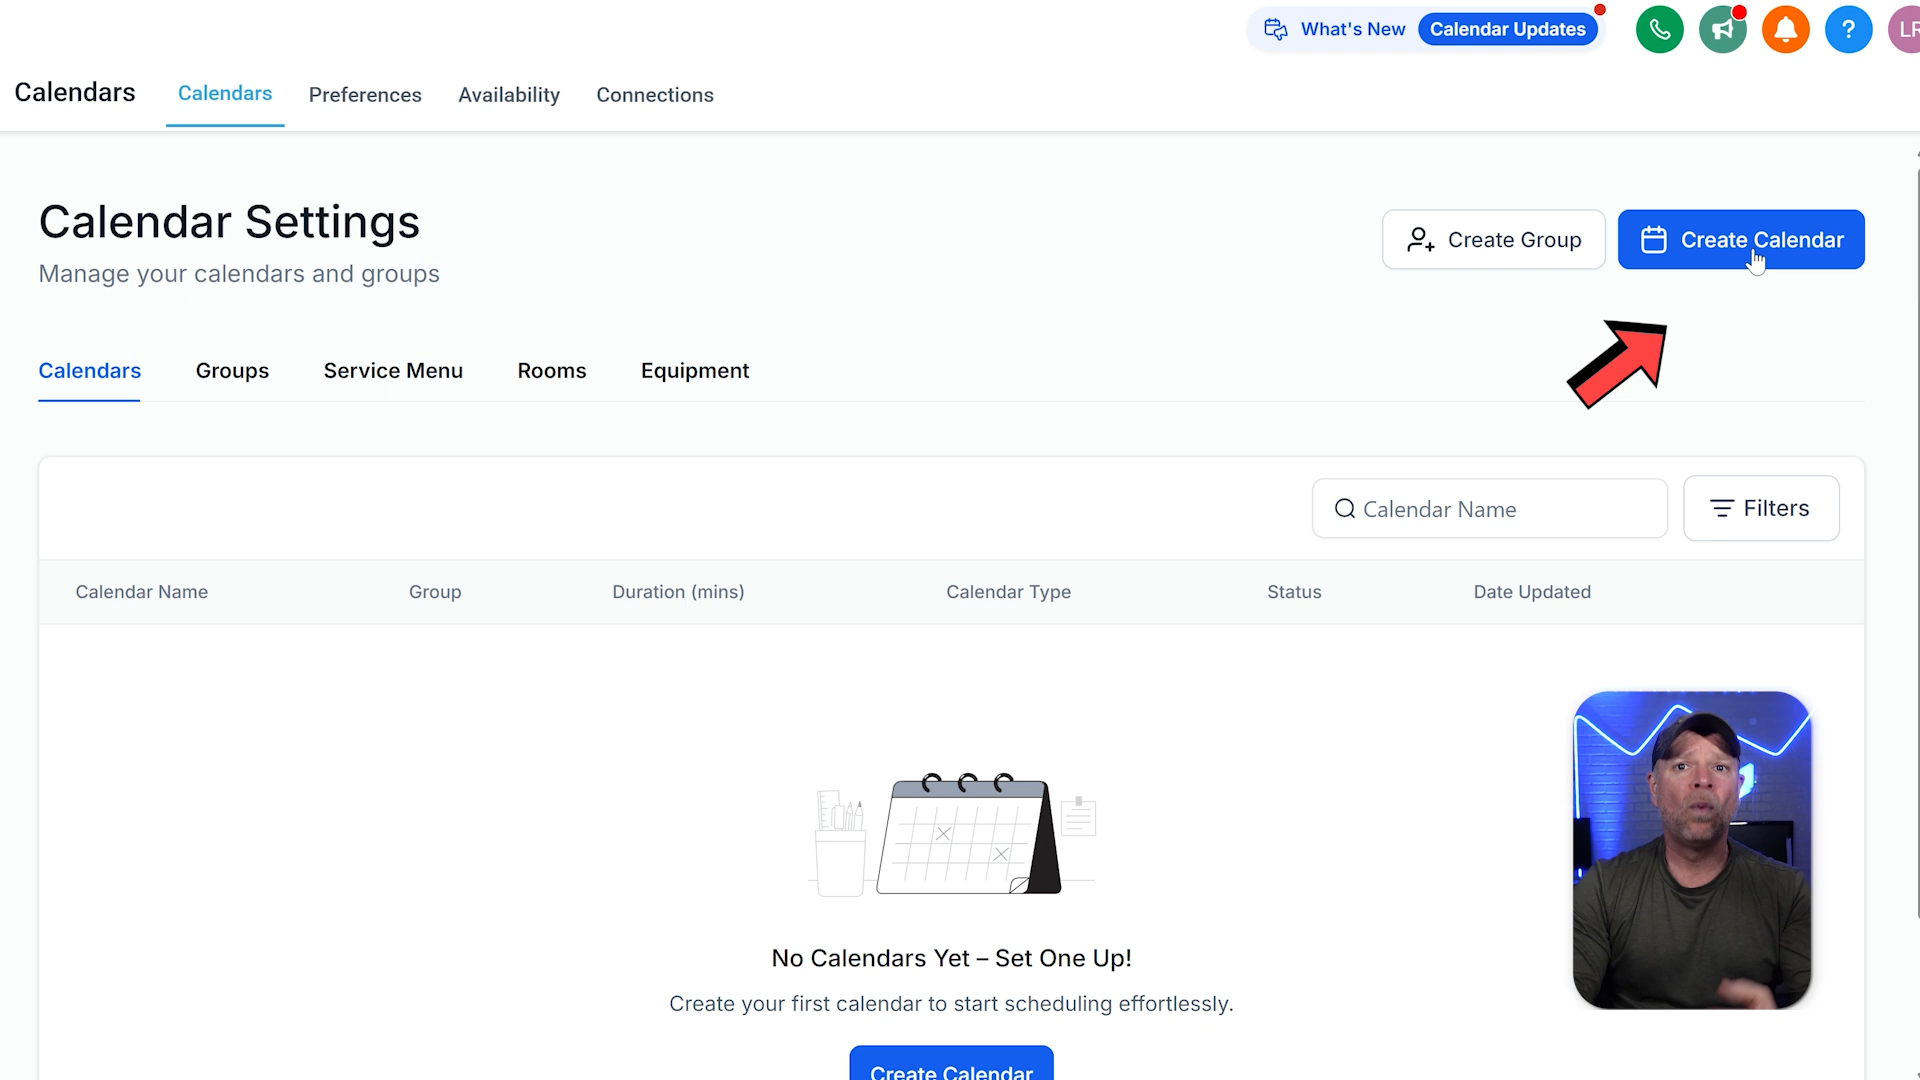 What's New Calendar Updates ? LR
Calendars Calendars Preferences Availability Connections
Calendar Settings
Manage your calendars and groups
Create Group Create Calendar
Calendars Groups Service Menu Rooms Equipment
Calendar Name Filters
Calendar Name Group Duration (mins) Calendar Type Status Date Updated
No Calendars Yet – Set One Up!
Create your first calendar to start scheduling effortlessly.
Create Calendar